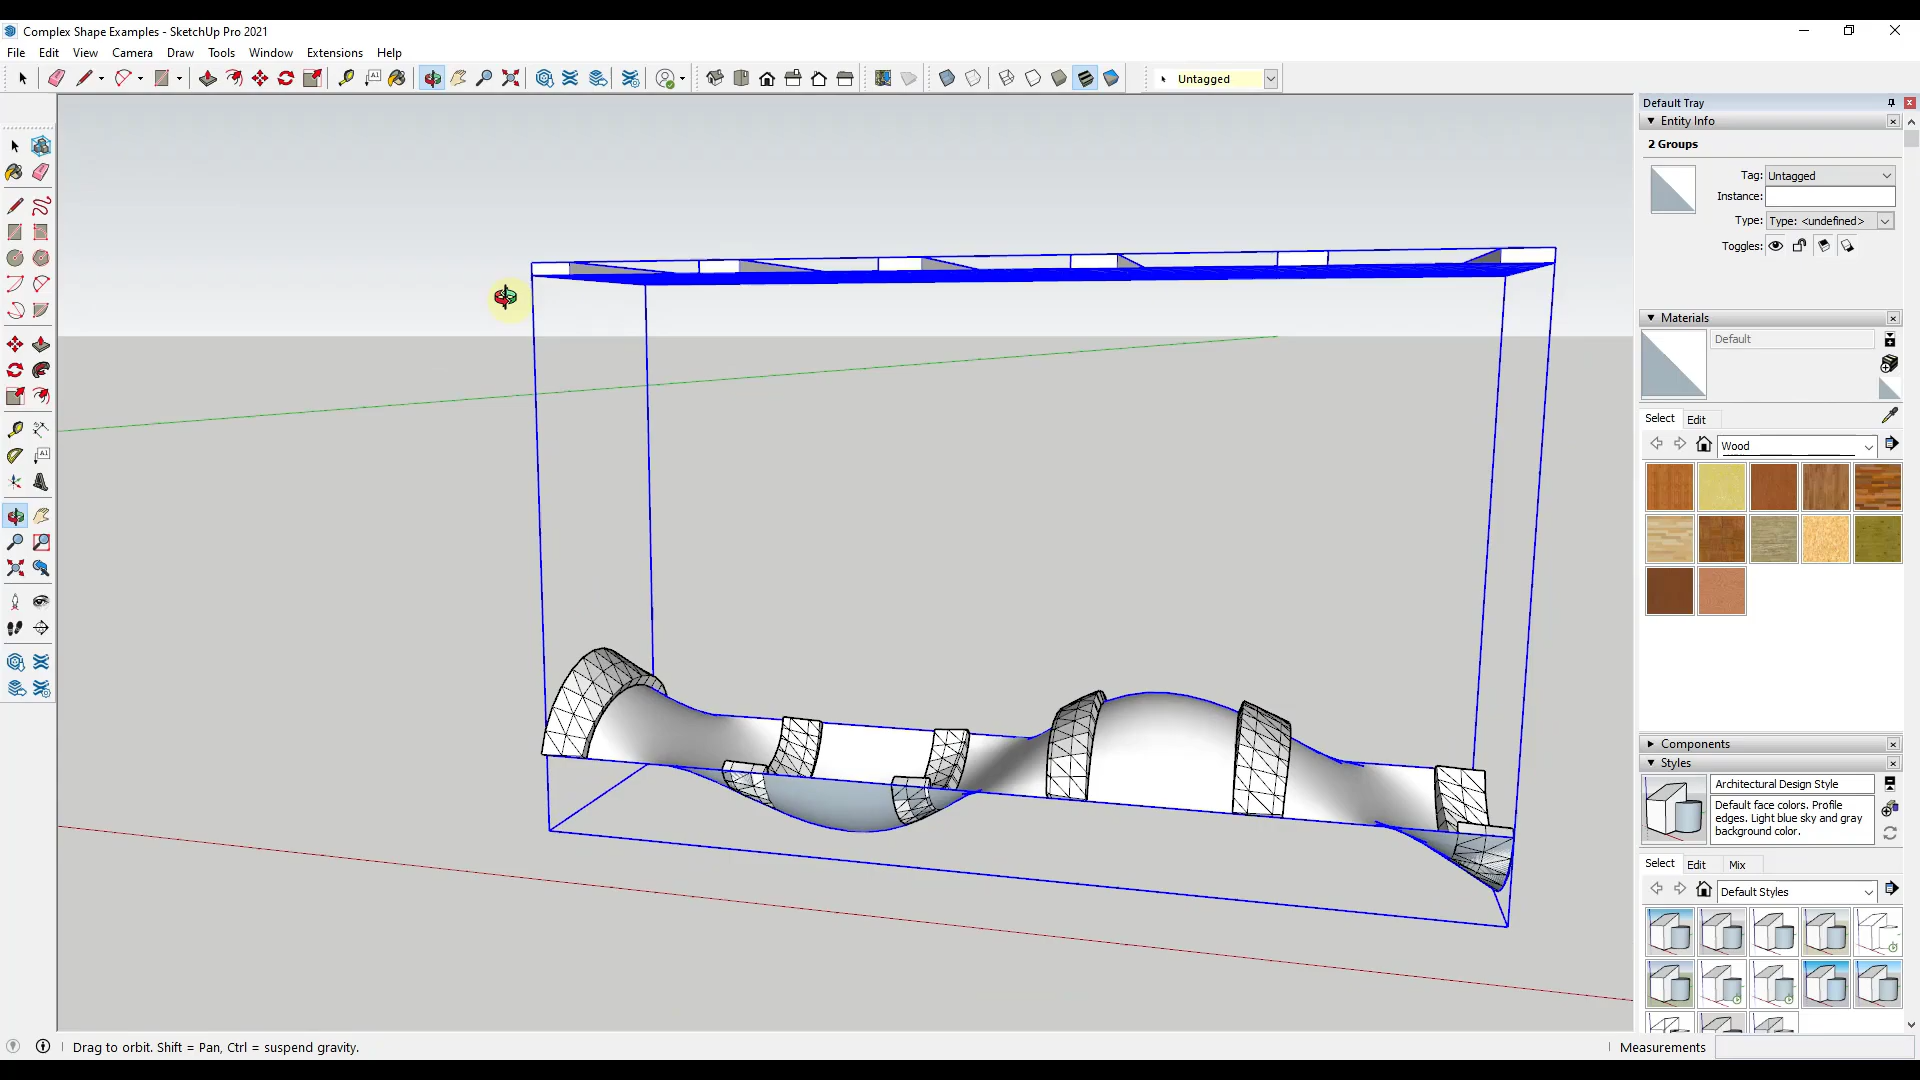 Complex Shape Examples - SketchUp Pro 2021
File Edit View Camera Draw Tools Window Extensions Help
A1
Untagged
Default Tray
Entity Info
2 Groups
Tag: Untagged
Instance:
Type: Type: <undefined>
Toggles:
Materials
Default
Select Edit
Wood
A1
Components
Styles
Architectural Design Style
Default face colors. Profile
edges. Light blue sky and gray
background color.
Select Edit Mix
Default Styles
Drag to orbit. Shift = Pan, Ctrl = suspend gravity.
Measurements